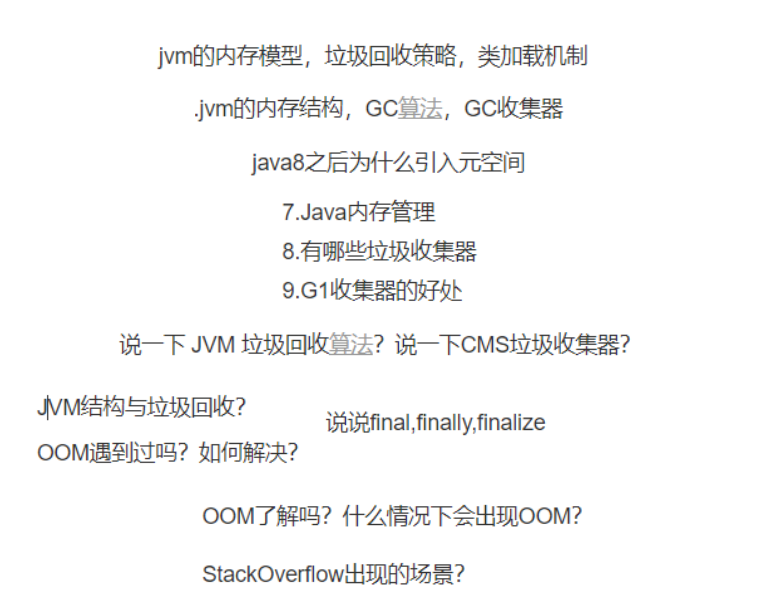 jvm的内存模型，垃圾回收策略，类加载机制
.jvm的内存结构，GC算法，GC收集器
java8之后为什么引入元空间
7.Java内存管理
8.有哪些垃圾收集器
9.G1收集器的好处
说一下 JVM 垃圾回收算法？说一下CMS垃圾收集器？
JVM结构与垃圾回收？
说说final,finally,finalize
OOM遇到过吗？如何解决？
OOM了解吗？什么情况下会出现OOM？
StackOverflow出现的场景？